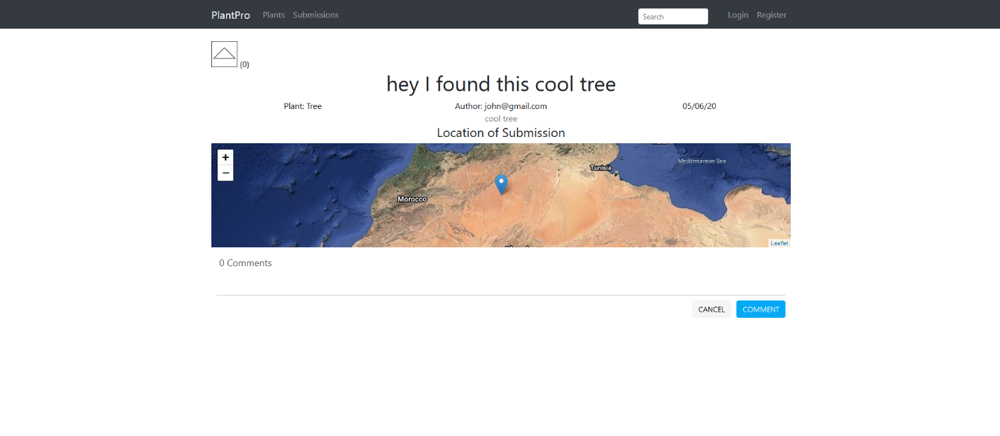 PlantPro Plants Submissions Search Login Register
(0)
hey I found this cool tree
Plant: Tree Author: john@gmail.com 05/06/20
cool tree
Location of Submission
+
−
Mediterranean Sea
Tunisia
Morocco
Leaflet
0 Comments
CANCEL COMMENT